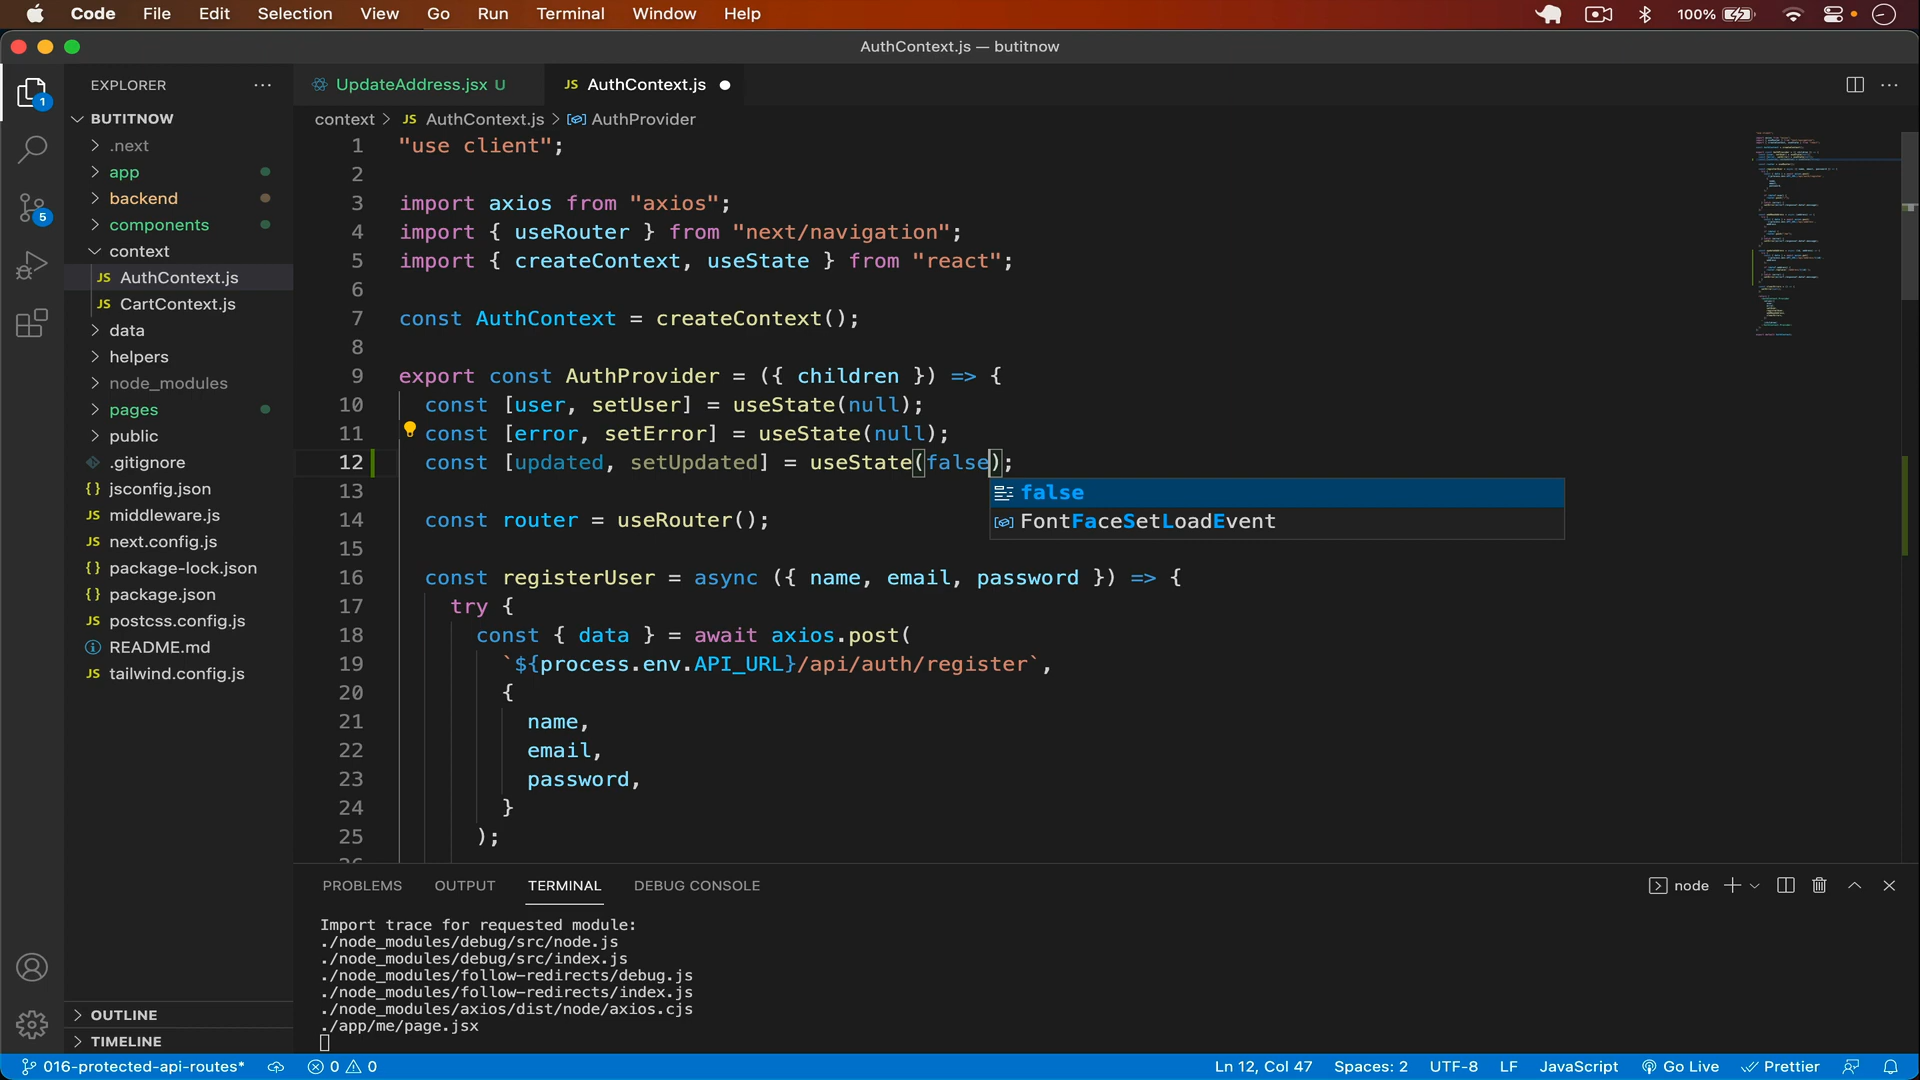 Code File Edit Selection View Go Run Terminal Window Help 100%
AuthContext.js — butitnow
EXPLORER
UpdateAddress.jsx U
JS AuthContext.js
context > JS AuthContext.js > AuthProvider
BUTITNOW
.next
app
backend
components
context
JS AuthContext.js
JS CartContext.js
data
helpers
node_modules
pages
public
.gitignore
{} jsconfig.json
JS middleware.js
JS next.config.js
{} package-lock.json
{} package.json
JS postcss.config.js
README.md
JS tailwind.config.js
OUTLINE
TIMELINE
1
5
1 "use client";
2
3 import axios from "axios";
4 import { useRouter } from "next/navigation";
5 import { createContext, useState } from "react";
6
7 const AuthContext = createContext();
8
9 export const AuthProvider = ({ children }) => {
10 const [user, setUser] = useState(null);
11 const [error, setError] = useState(null);
12 const [updated, setUpdated] = useState(false);
false
FontFaceSetLoadEvent
13
14 const router = useRouter();
15
16 const registerUser = async ({ name, email, password }) => {
17 try {
18 const { data } = await axios.post(
19 `${process.env.API_URL}/api/auth/register`,
20 {
21 name,
22 email,
23 password,
24 }
25 );
PROBLEMS OUTPUT TERMINAL DEBUG CONSOLE
node
Import trace for requested module:
./node_modules/debug/src/node.js
./node_modules/debug/src/index.js
./node_modules/follow-redirects/debug.js
./node_modules/follow-redirects/index.js
./node_modules/axios/dist/node/axios.cjs
./app/me/page.jsx
016-protected-api-routes* 0 0 Ln 12, Col 47 Spaces: 2 UTF-8 LF JavaScript Go Live Prettier